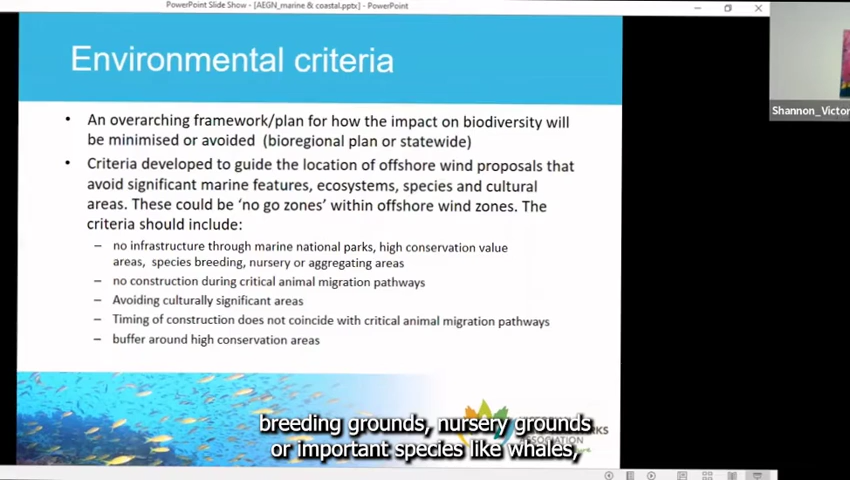 PowerPoint Slide Show - [AEGN_marine & coastal.pptx] - PowerPoint
Shannon_Victor
Environmental criteria
• An overarching framework/plan for how the impact on biodiversity will
be minimised or avoided (bioregional plan or statewide)
• Criteria developed to guide the location of offshore wind proposals that
avoid significant marine features, ecosystems, species and cultural
areas. These could be ‘no go zones’ within offshore wind zones. The
criteria should include:
– no infrastructure through marine national parks, high conservation value
areas, species breeding, nursery or aggregating areas
– no construction during critical animal migration pathways
– Avoiding culturally significant areas
– Timing of construction does not coincide with critical animal migration pathways
– buffer around high conservation areas
breeding grounds, nursery grounds
or important species like whales,